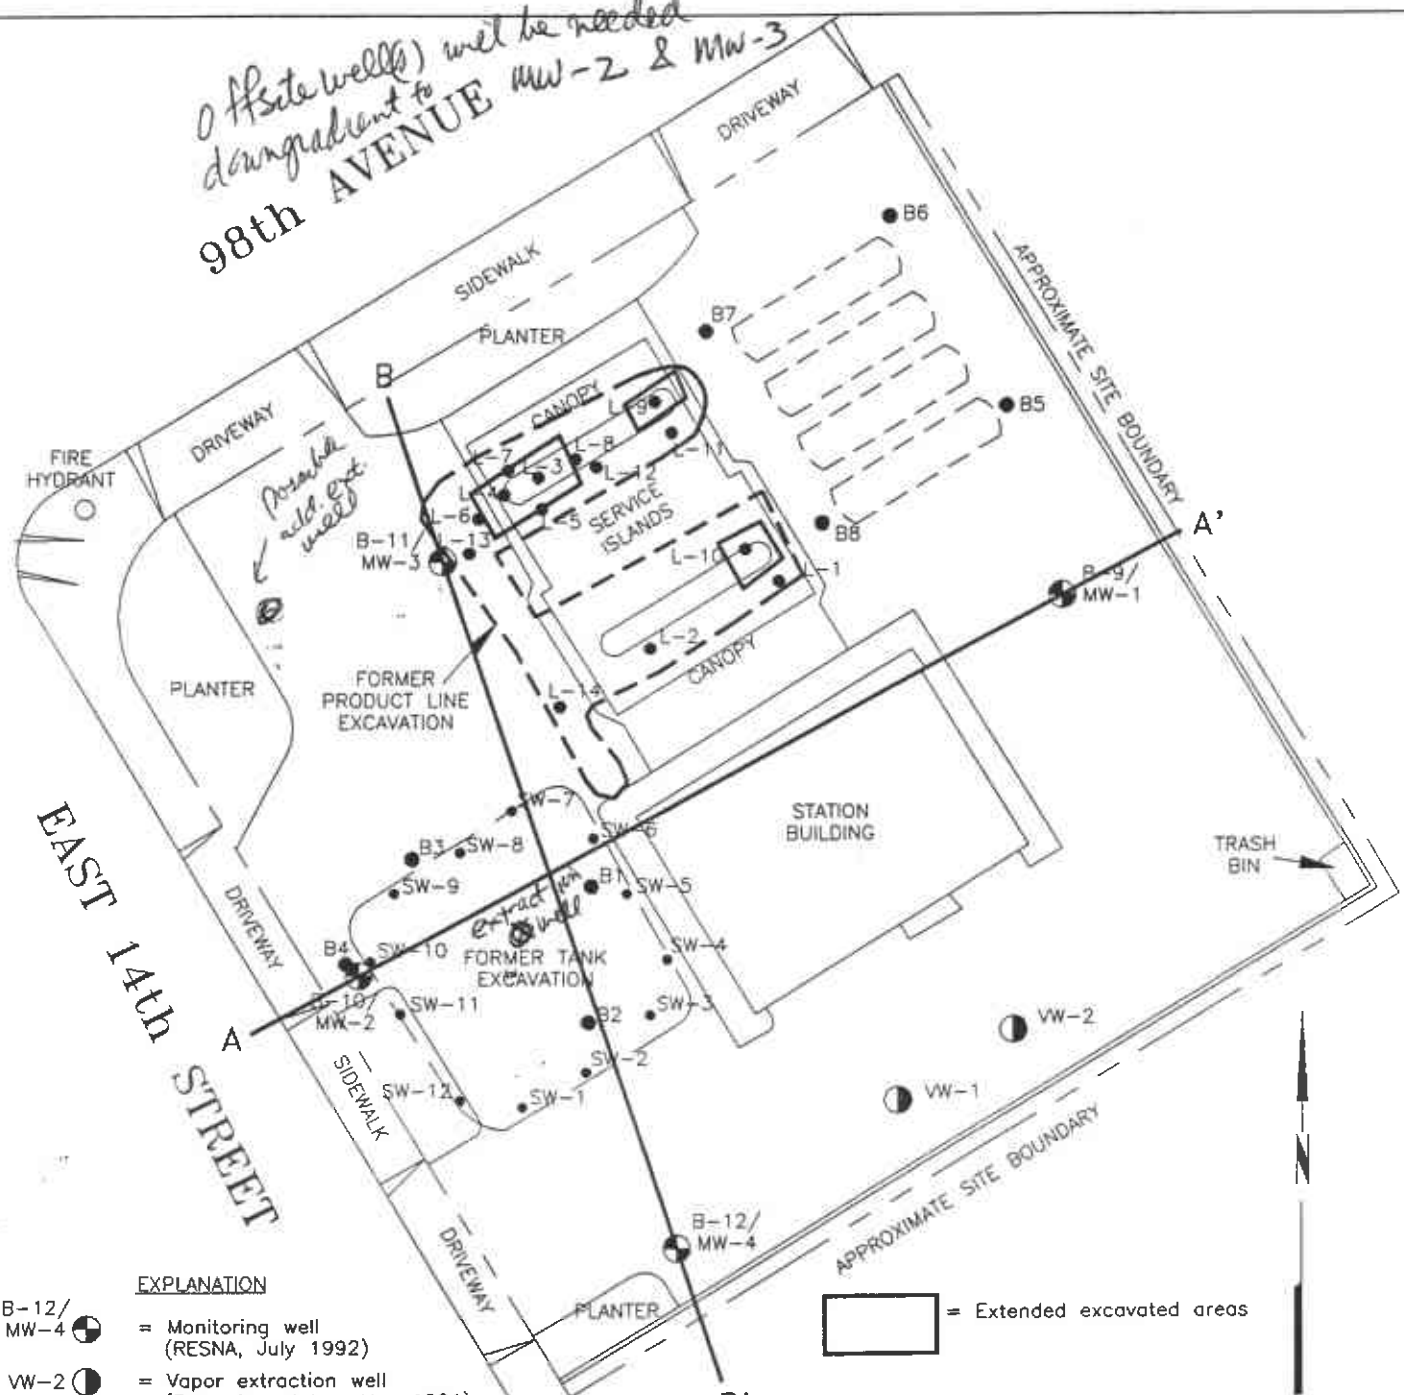 Offsite well(s) will be needed
downgradient to MW-2 & MW-3
98th AVENUE
DRIVEWAY
SIDEWALK
PLANTER
B6
B7
B5
B8
APPROXIMATE SITE BOUNDARY
B
DRIVEWAY
FIRE
HYDRANT
possible
add. ext.
well
CANOPY
L-9
L-11
L-7
L-8
L-3
L-12
L-4
L-6
L-5
L-13
B-11
MW-3
SERVICE
ISLANDS
L-10
L-1
L-2
CANOPY
L-14
A'
B-9/
MW-1
PLANTER
FORMER
PRODUCT LINE
EXCAVATION
STATION
BUILDING
TRASH
BIN
EAST 14th STREET
DRIVEWAY
SW-7
SW-6
B3
SW-8
SW-9
B1
SW-5
extraction
well
B4
SW-10
FORMER TANK
EXCAVATION
SW-4
B-10/
MW-2
SW-11
B2
SW-3
A
SW-2
SW-12
SW-1
SIDEWALK
VW-2
VW-1
APPROXIMATE SITE BOUNDARY
N
B-12/
MW-4
DRIVEWAY
PLANTER
EXPLANATION
B-12/
MW-4 = Monitoring well
(RESNA, July 1992)
VW-2 = Vapor extraction well
= Extended excavated areas